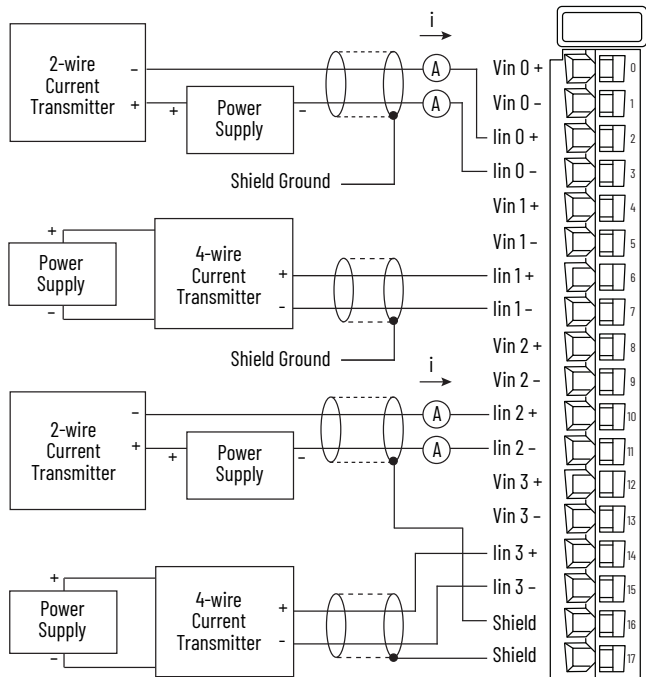 i
2-wire
Current
Transmitter
-
+
+
Power
Supply
-
A
A
Shield Ground
+
Power
Supply
-
4-wire
Current
Transmitter
+
-
Shield Ground
i
2-wire
Current
Transmitter
-
+
+
Power
Supply
-
A
A
+
Power
Supply
-
4-wire
Current
Transmitter
+
-
Vin 0 + 0
Vin 0 – 1
Iin 0 + 2
Iin 0 – 3
Vin 1 + 4
Vin 1 – 5
Iin 1 + 6
Iin 1 – 7
Vin 2 + 8
Vin 2 – 9
Iin 2 + 10
Iin 2 – 11
Vin 3 + 12
Vin 3 – 13
Iin 3 + 14
Iin 3 – 15
Shield 16
Shield 17